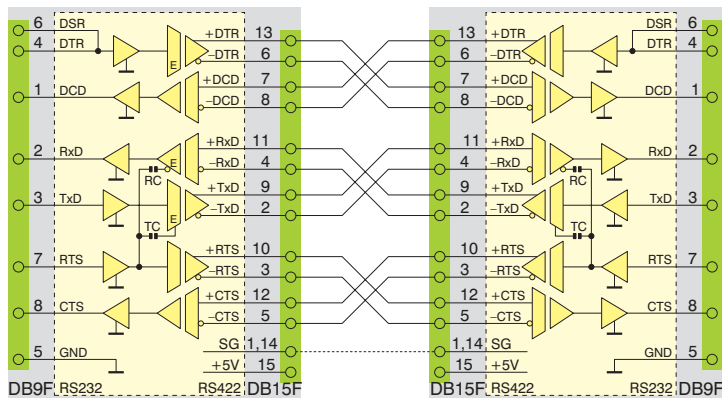 6 DSR +DTR 13 13 +DTR DSR 6
4 DTR E −DTR 6 6 −DTR DTR 4
+DCD 7 7 +DCD
1 DCD −DCD 8 8 −DCD DCD 1
+RxD 11 11 +RxD
2 RxD E −RxD 4 4 −RxD RxD 2
RC +TxD 9 9 +TxD RC
3 TxD E −TxD 2 2 −TxD TxD 3
TC TC
+RTS 10 10 +RTS
7 RTS −RTS 3 3 −RTS RTS 7
+CTS 12 12 +CTS
8 CTS −CTS 5 5 −CTS CTS 8
SG 1,14 1,14 SG
5 GND +5V 15 15 +5V GND 5
DB9F RS232 RS422 DB15F DB15F RS422 RS232 DB9F